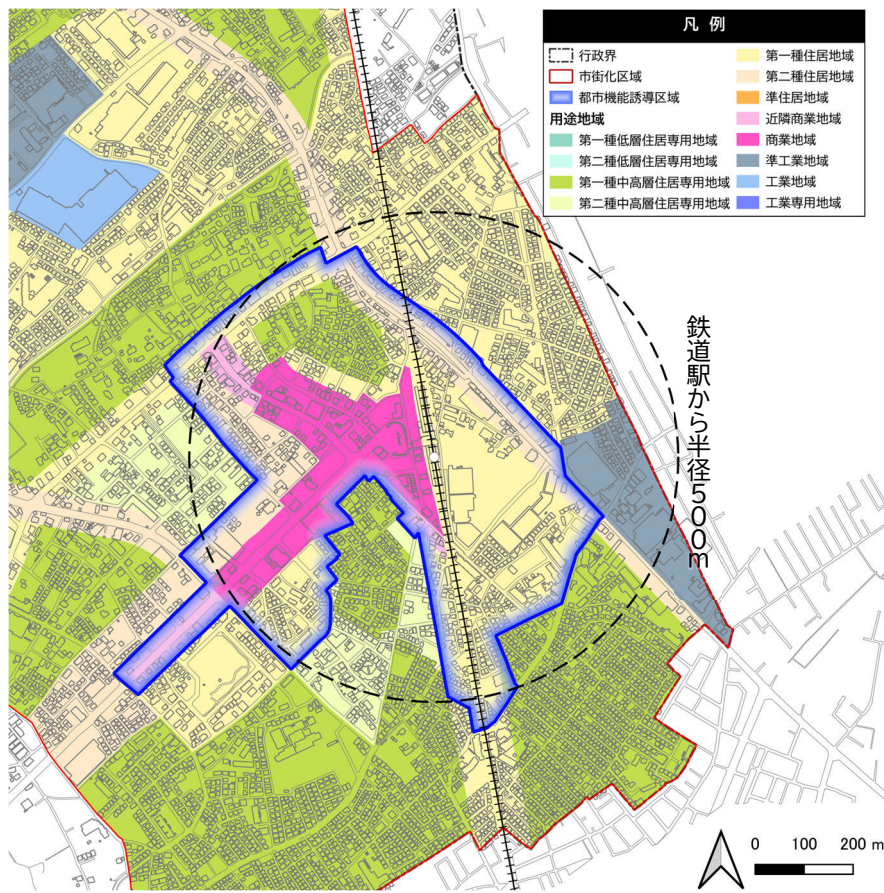 凡 例
行政界
市街化区域
都市機能誘導区域
用途地域
第一種低層住居専用地域
第二種低層住居専用地域
第一種中高層住居専用地域
第二種中高層住居専用地域
第一種住居地域
第二種住居地域
準住居地域
近隣商業地域
商業地域
準工業地域
工業地域
工業専用地域
鉄道駅から半径500m
0 100 200 m